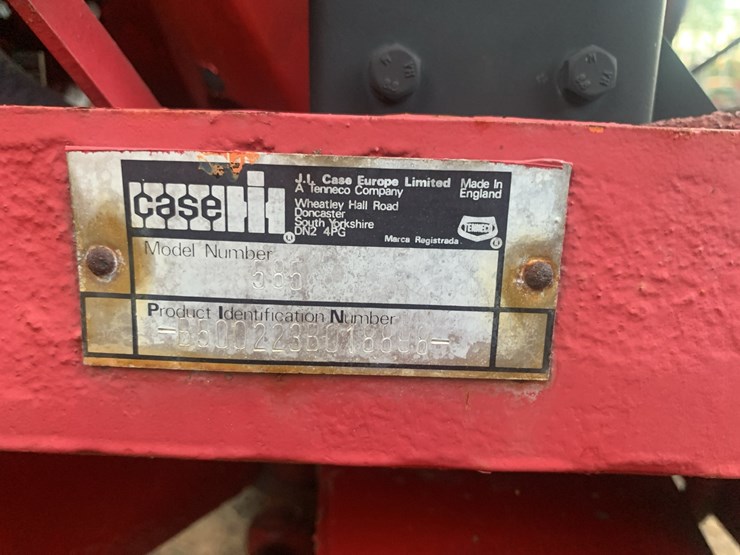 case IH
J.I. Case Europe Limited
A Tenneco Company
Wheatley Hall Road
Doncaster
South Yorkshire
DN2 4PG
Made In
England
Marca Registrada
TENNECO
Model Number
Product Identification Number